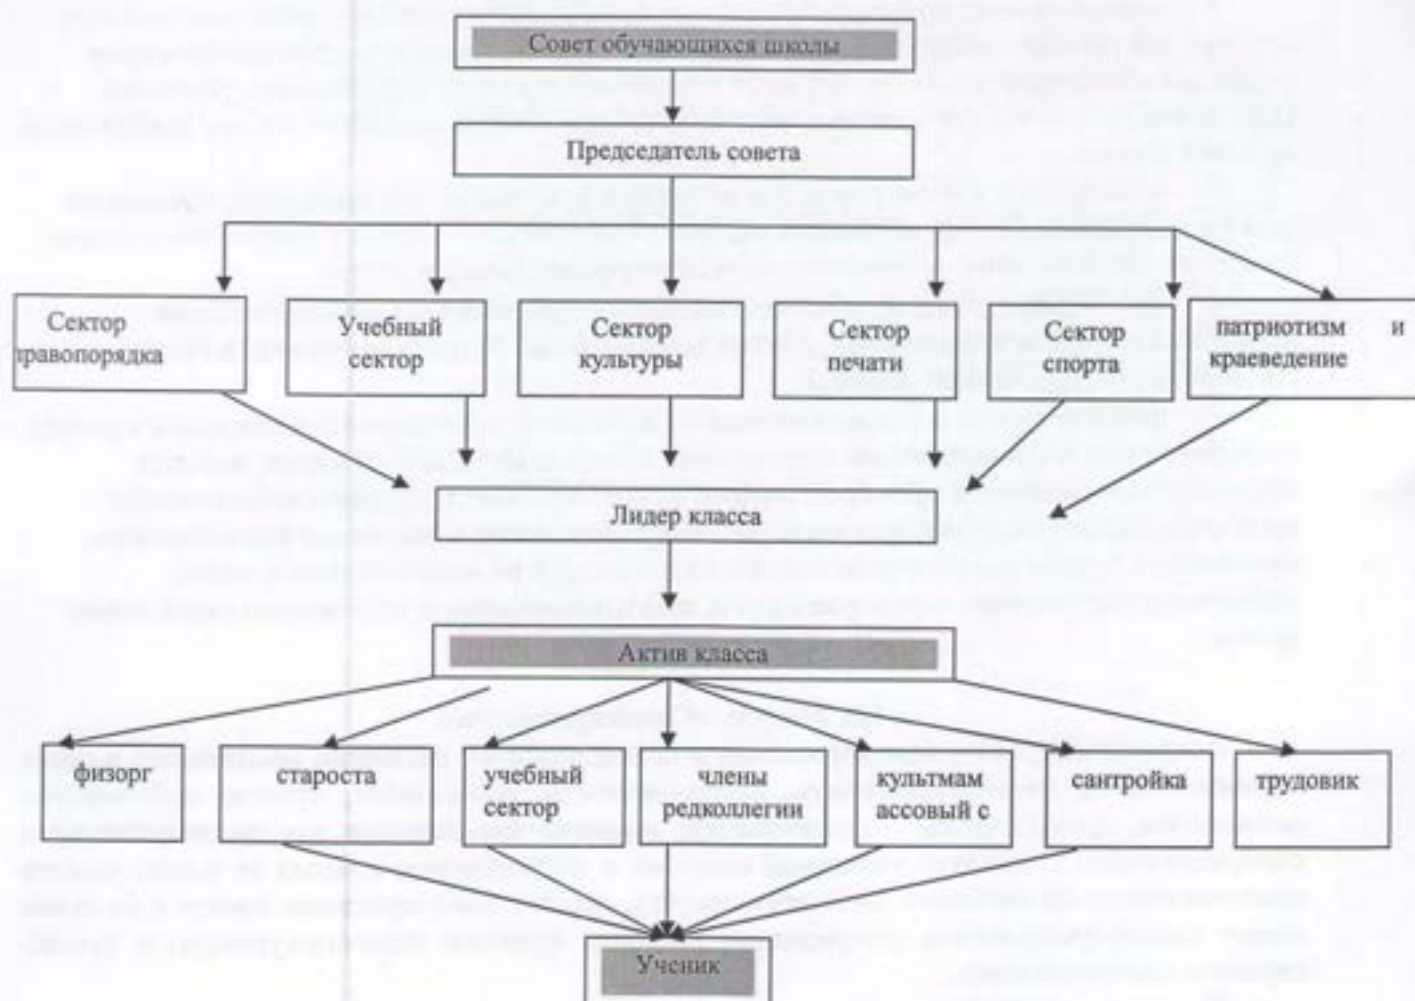 Совет обучающихся школы
Председатель совета
Сектор
правопорядка
Учебный
сектор
Сектор
культуры
Сектор
печати
Сектор
спорта
патриотизм и
краеведение
Лидер класса
Актив класса
физорг
староста
учебный
сектор
члены
редколлегии
культмам
ассовый с
сантройка
трудовик
Ученик